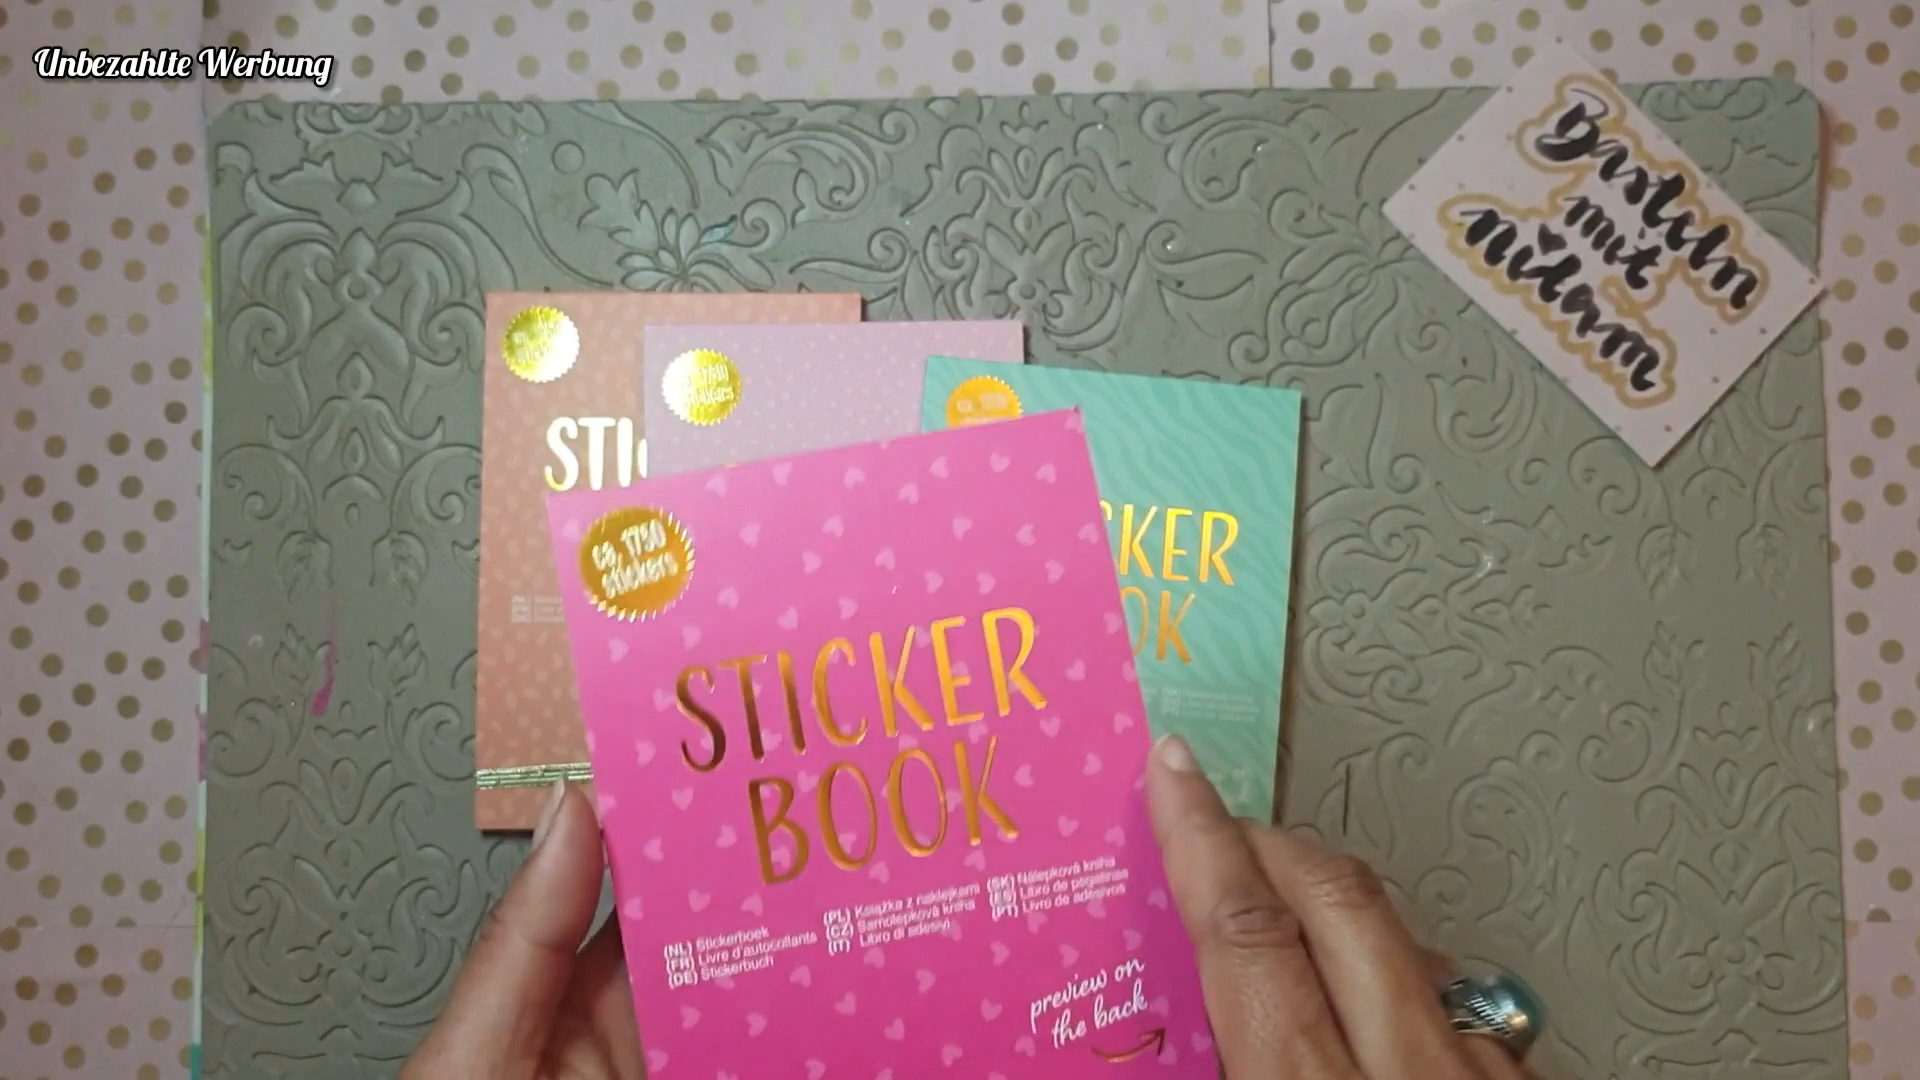 Unbezahlte Werbung
Basteln
mit
STI
ca. 1750
stickers
STICKER
BOOK
(NL) Stickerboek
(FR) Livre d'autocollants
(DE) Stickerbuch
(PL) Książka z naklejkami
(CZ) Samolepková kniha
(IT) Libro di adesivi
(SK) Nálepková kniha
(ES) Libro de pegatinas
(PT) Livro de adesivos
preview on
the back
CKER
OK